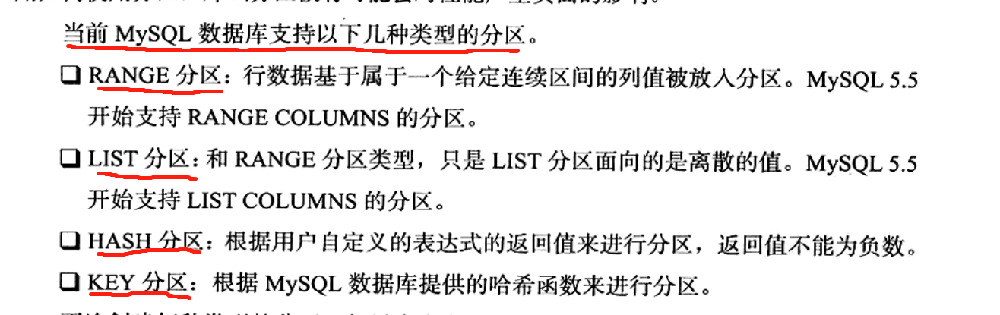 当前 MySQL 数据库支持以下几种类型的分区。
❑ RANGE 分区：行数据基于属于一个给定连续区间的列值被放入分区。MySQL 5.5
开始支持 RANGE COLUMNS 的分区。
❑ LIST 分区：和 RANGE 分区类型，只是 LIST 分区面向的是离散的值。MySQL 5.5
开始支持 LIST COLUMNS 的分区。
❑ HASH 分区：根据用户自定义的表达式的返回值来进行分区，返回值不能为负数。
❑ KEY 分区：根据 MySQL 数据库提供的哈希函数来进行分区。